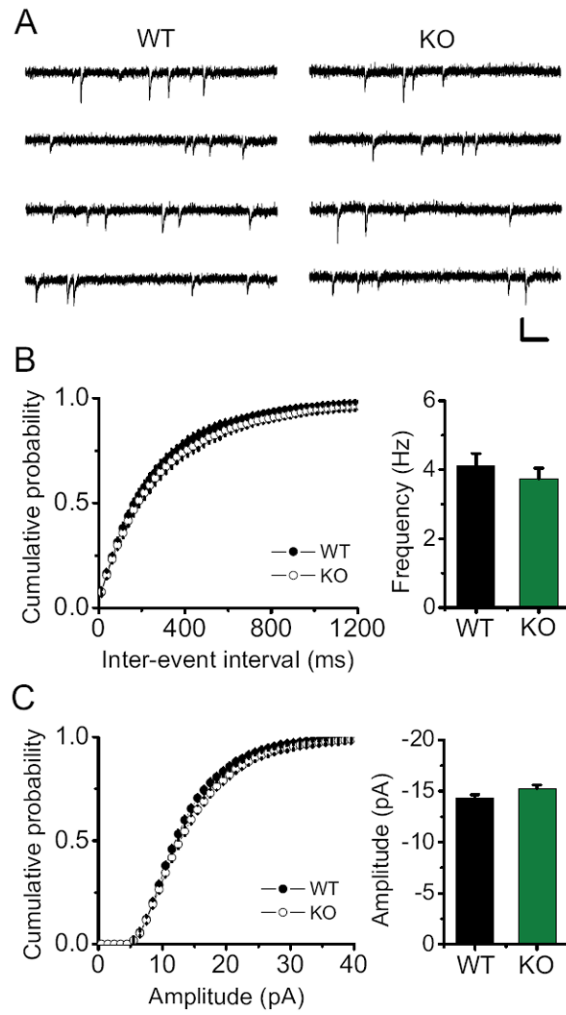 A
WT KO
B
1.0
0.5
0.0
Cumulative probability
WT
KO
0 400 800 1200
Inter-event interval (ms)
6
4
2
0
Frequency (Hz)
WT KO
C
1.0
0.5
0.0
Cumulative probability
WT
KO
0 10 20 30 40
Amplitude (pA)
-20
-15
-10
-5
-0
Amplitude (pA)
WT KO